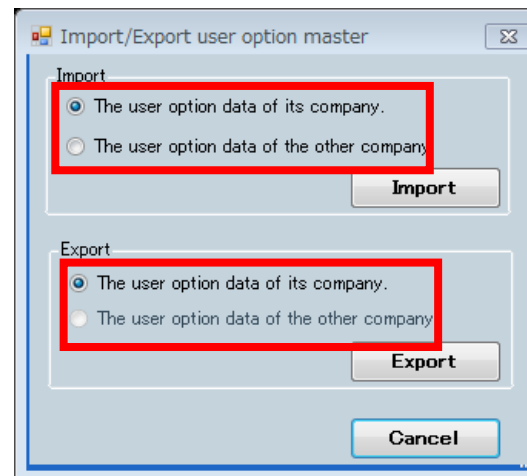 Import/Export user option master
Import
The user option data of its company.
The user option data of the other company
Import
Export
The user option data of its company.
The user option data of the other company
Export
Cancel